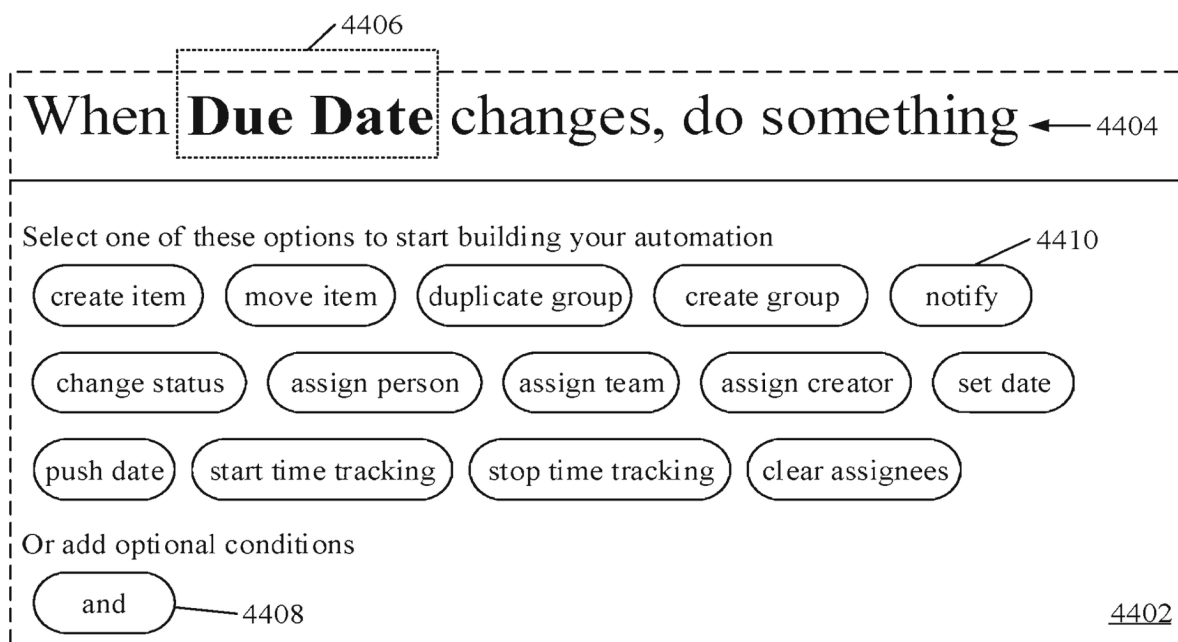 4406
When Due Date changes, do something 4404
Select one of these options to start building your automation
4410
create item move item duplicate group create group notify
change status assign person assign team assign creator set date
push date start time tracking stop time tracking clear assignees
Or add optional conditions
and 4408 4402